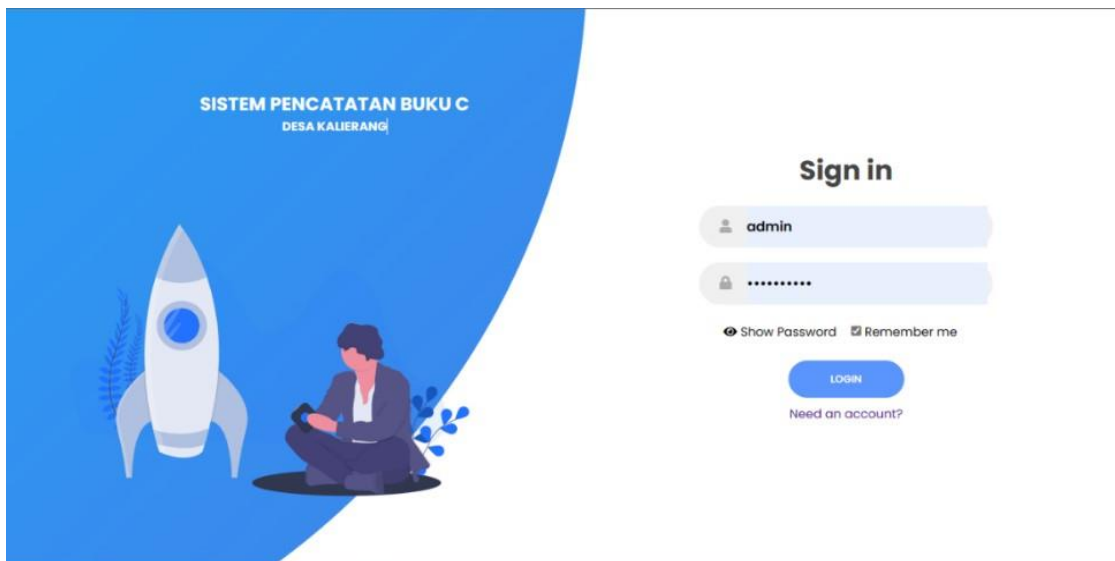 SISTEM PENCATATAN BUKU C
DESA KALIERANG
Sign in
admin
••••••••••
Show Password Remember me
LOGIN
Need an account?